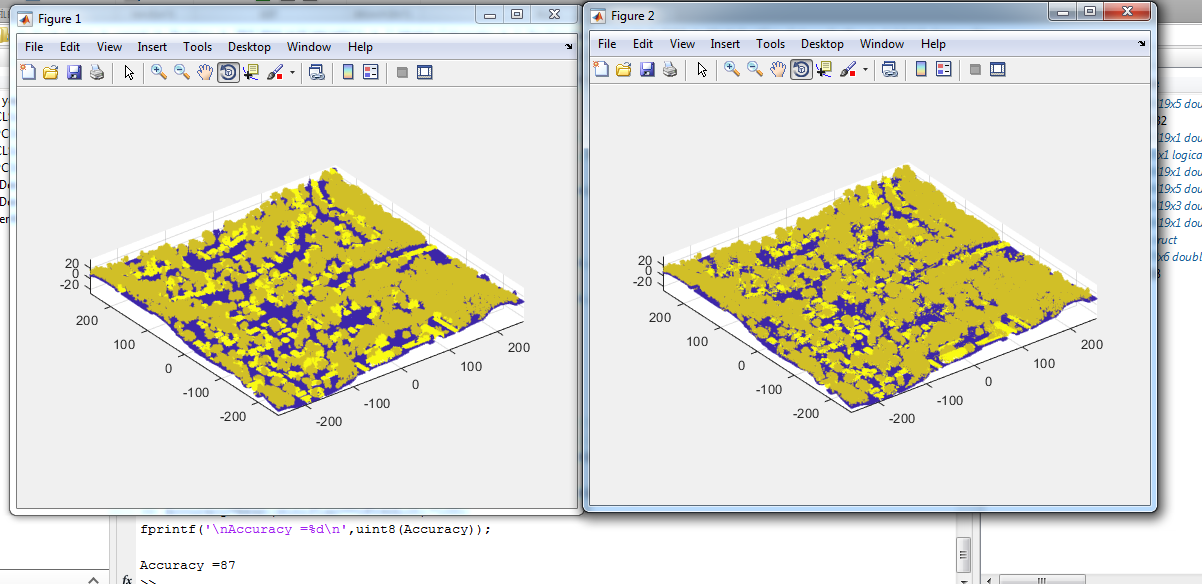 Figure 1
File Edit View Insert Tools Desktop Window Help
20
0
-20
200
100
0
-100
-200
200
100
0
-100
-200
Figure 2
File Edit View Insert Tools Desktop Window Help
20
0
-20
200
100
0
-100
-200
200
100
0
-100
-200
19x5 dou
19x1 dou
x1 logica
19x1 dou
19x5 dou
19x3 dou
19x1 dou
ruct
x6 doubl
fprintf('\nAccuracy =%d\n',uint8(Accuracy));
Accuracy =87
fx >>